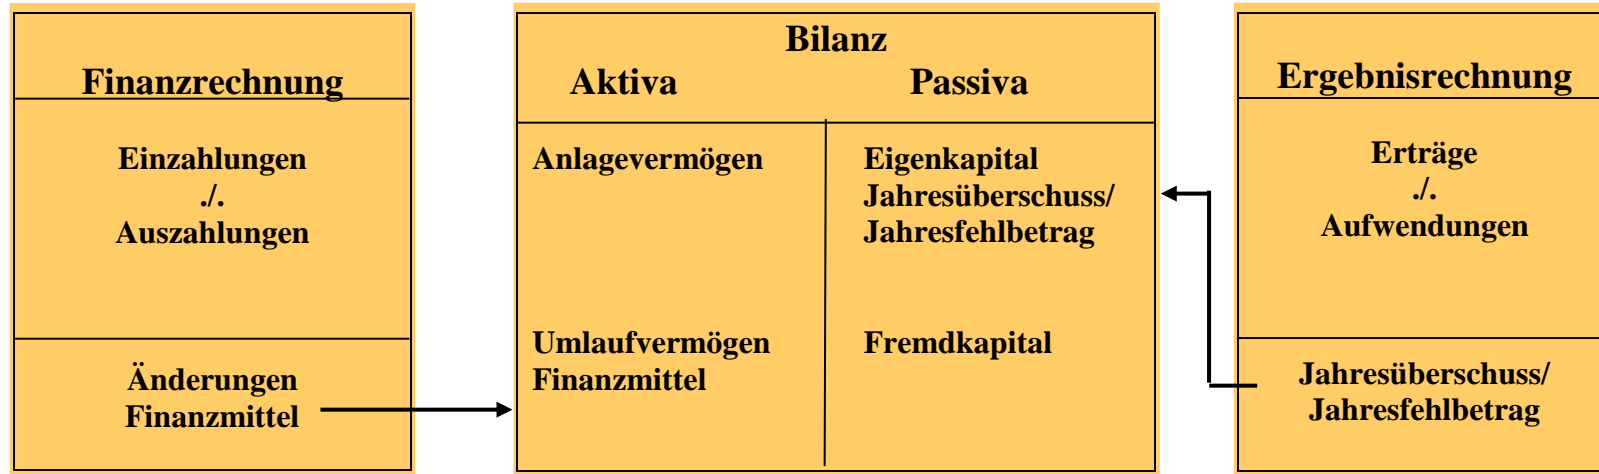 Finanzrechnung
Einzahlungen
./.
Auszahlungen
Änderungen
Finanzmittel
Bilanz
Aktiva Passiva
Anlagevermögen
Umlaufvermögen
Finanzmittel
Eigenkapital
Jahresüberschuss/
Jahresfehlbetrag
Fremdkapital
Ergebnisrechnung
Erträge
./.
Aufwendungen
Jahresüberschuss/
Jahresfehlbetrag